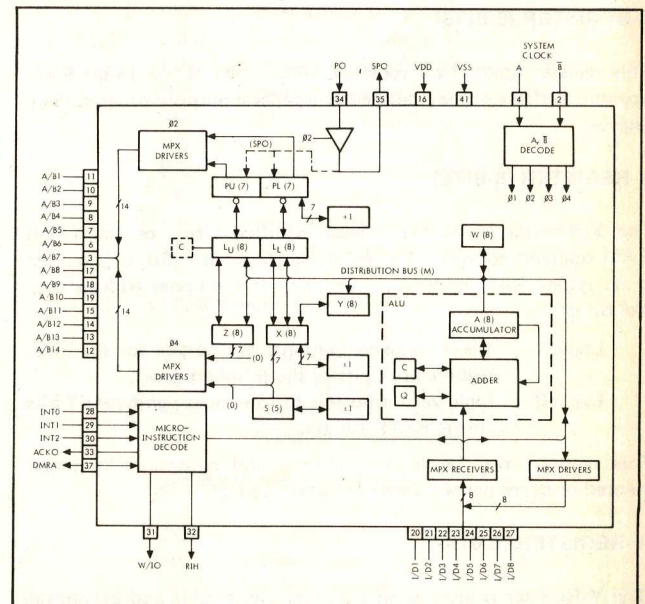 SYSTEM
CLOCK
PO SPO VDD VSS A B̅
34 35 16 41 4 2
Ø2
MPX
DRIVERS
Ø2
(SPO)
A, B̅
DECODE
Ø1 Ø2 Ø3 Ø4
A/B1 11
A/B2 10
A/B3 9
A/B4 8
A/B5 7
A/B6 6
A/B7 3
A/B8 17
A/B9 18
A/B10 19
A/B11 15
A/B12 14
A/B13 13
A/B14 12
14
14
PU (7) PL (7)
7
+1
C
LU (8) LL (8)
W (8)
DISTRIBUTION BUS (M)
Y (8)
ALU
A (8)
ACCUMULATOR
Z (8) X (8)
7 7
(0)
+1
Ø4
MPX
DRIVERS
(0)
S (5)
+1
C
Q
ADDER
INT0 28
INT1 29
INT2 30
ACKO 33
DMRA 37
MICRO-
INSTRUCTION
DECODE
MPX RECEIVERS
MPX DRIVERS
8
8
31 32
W/IO RIH
20 21 22 23 24 25 26 27
I/D1
I/D2
I/D3
I/D4
I/D5
I/D6
I/D7
I/D8